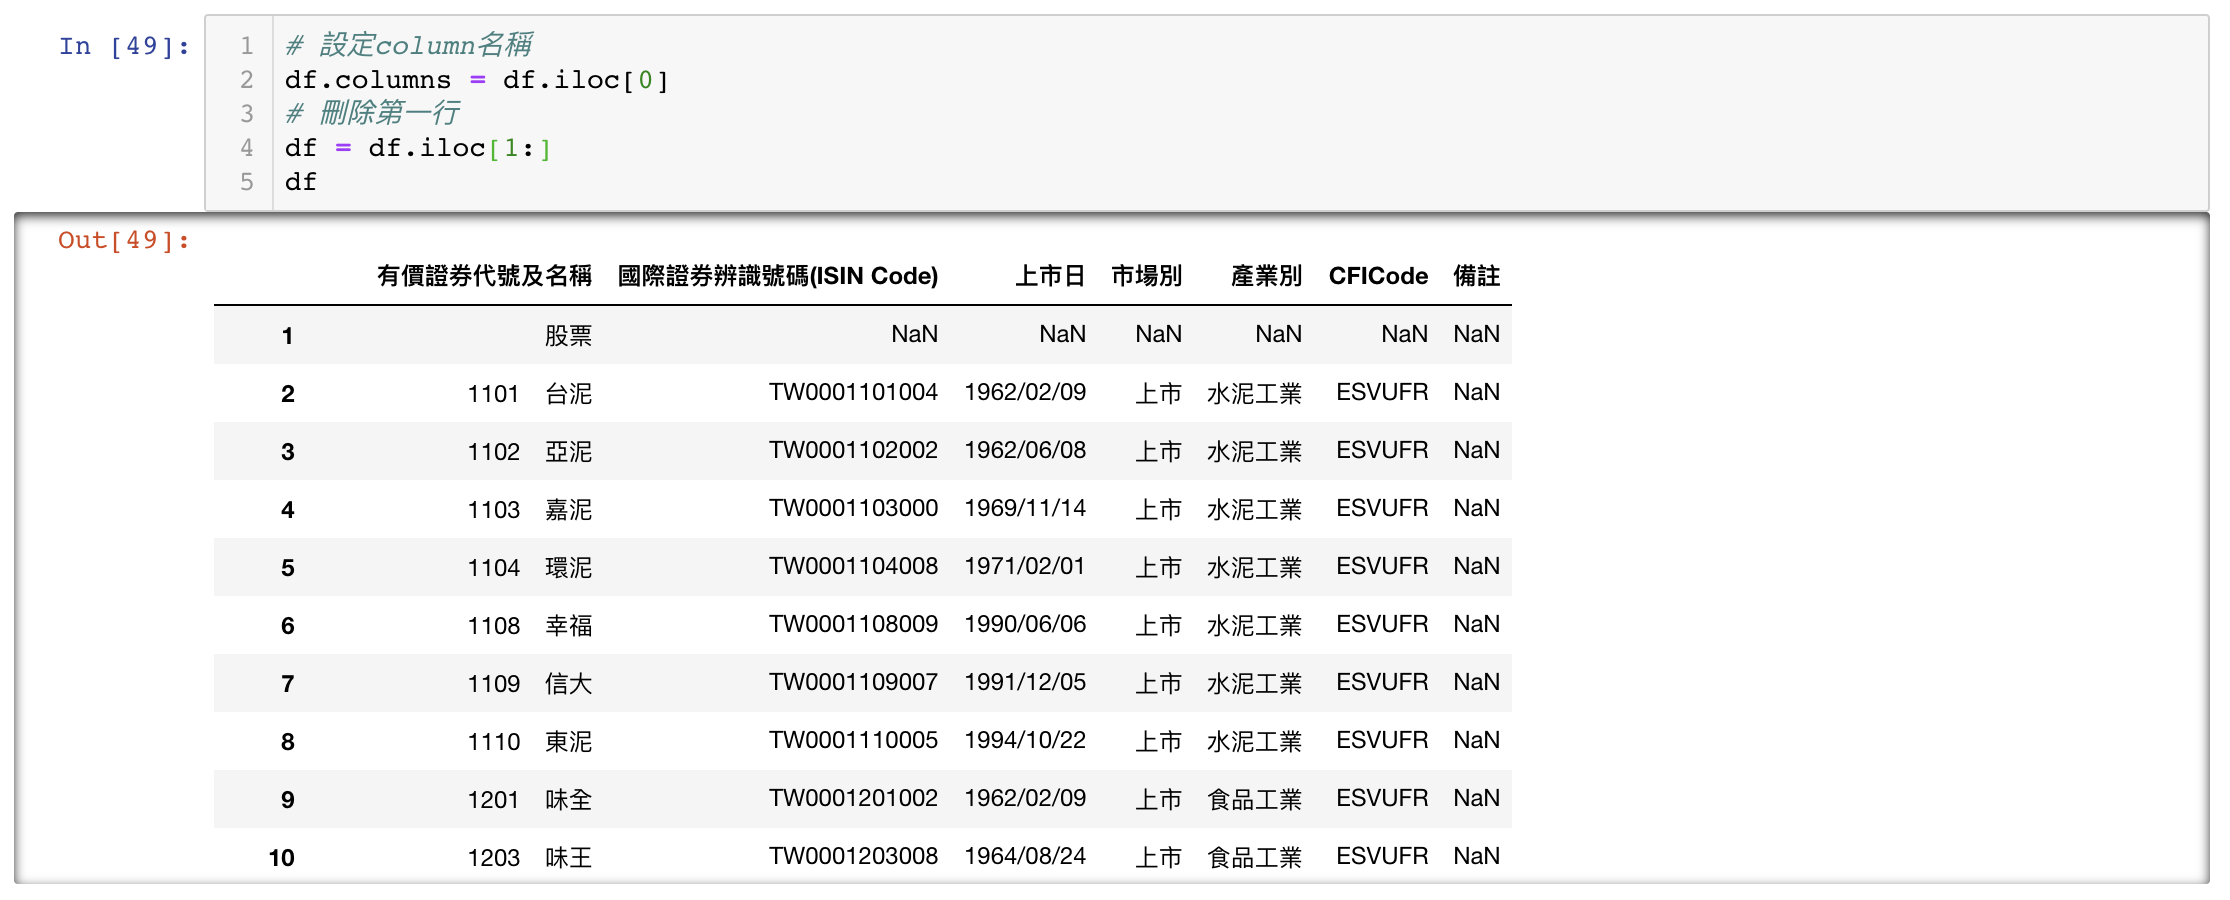 In [49]:
1 # 設定column名稱
2 df.columns = df.iloc[0]
3 # 刪除第一行
4 df = df.iloc[1:]
5 df
Out[49]:
有價證券代號及名稱 國際證券辨識號碼(ISIN Code) 上市日 市場別 產業別 CFICode 備註
1 股票 NaN NaN NaN NaN NaN NaN
2 1101　台泥 TW0001101004 1962/02/09 上市 水泥工業 ESVUFR NaN
3 1102　亞泥 TW0001102002 1962/06/08 上市 水泥工業 ESVUFR NaN
4 1103　嘉泥 TW0001103000 1969/11/14 上市 水泥工業 ESVUFR NaN
5 1104　環泥 TW0001104008 1971/02/01 上市 水泥工業 ESVUFR NaN
6 1108　幸福 TW0001108009 1990/06/06 上市 水泥工業 ESVUFR NaN
7 1109　信大 TW0001109007 1991/12/05 上市 水泥工業 ESVUFR NaN
8 1110　東泥 TW0001110005 1994/10/22 上市 水泥工業 ESVUFR NaN
9 1201　味全 TW0001201002 1962/02/09 上市 食品工業 ESVUFR NaN
10 1203　味王 TW0001203008 1964/08/24 上市 食品工業 ESVUFR NaN